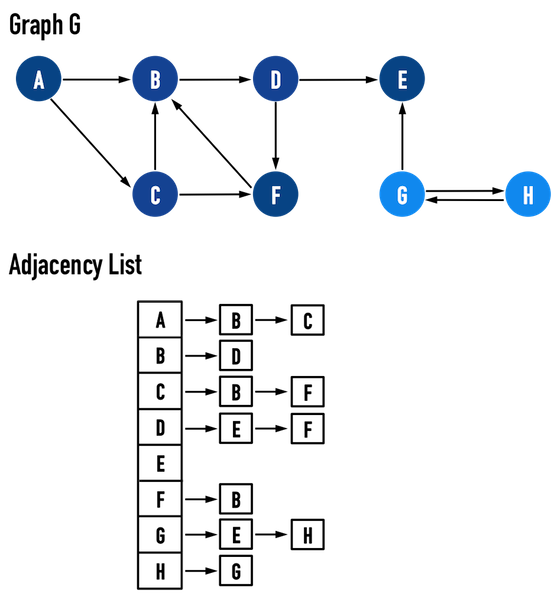 Graph G
A B D E
C F G H
Adjacency List
A B C
B D
C B F
D E F
E
F B
G E H
H G